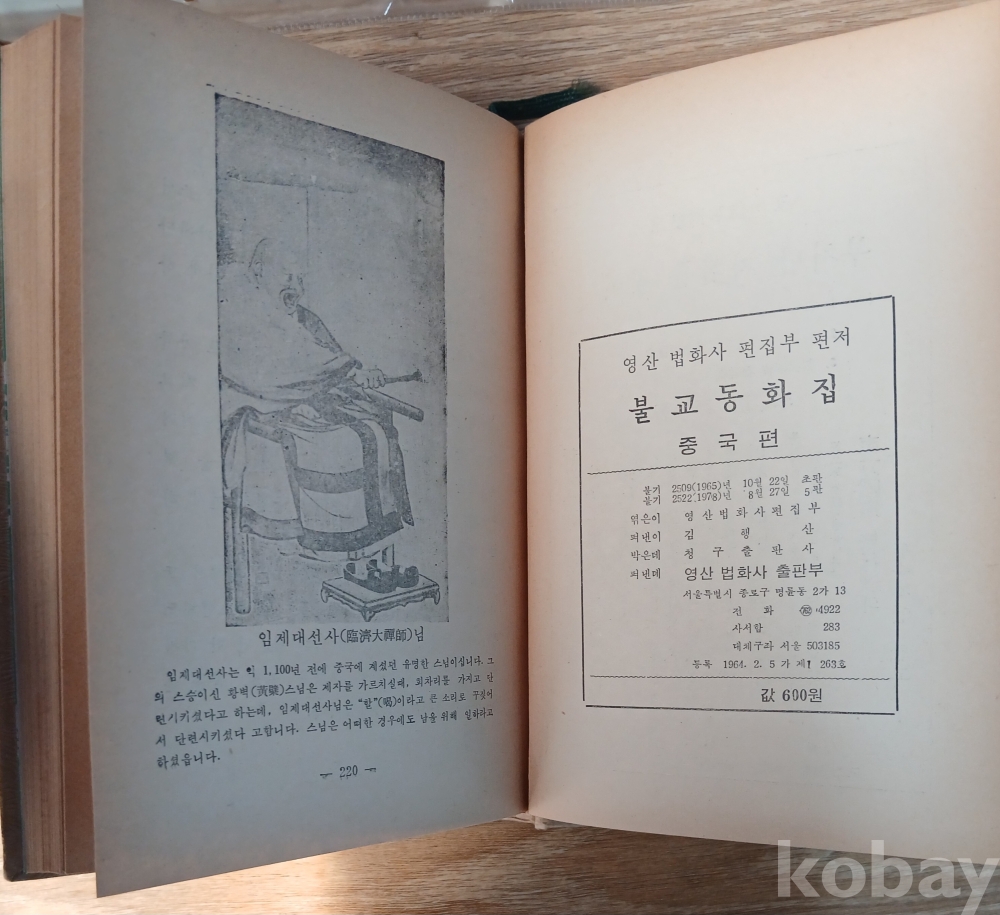 임제대선사(臨濟大禪師)님
임제대선사는 약 1,100년 전에 중국에 계셨던 유명한 스님이십니다. 그
의 스승이신 황벽(黃檗)스님은 제자를 가르치실때, 회차리를 가지고 단
련시키셨다고 하는데, 임제대선사님은 "할"(喝)이라고 큰 소리로 꾸짖어
서 단련시키셨다 고합니다. 스님은 어떠한 경우에도 남을 위해 일하라고
하셨읍니다.
— 220 —
영산 법화사 편집부 편저
불교동화집
중국편
불기 2509(1965)년 10월 22일 초판
불기 2522(1978)년 8월 27일 5판
엮은이 영산법화사편집부
펴낸이 김행산
박은데 청구출판사
펴낸데 영산 법화사 출판부
서울특별시 종로구 명륜동 2가 13
전화 4922
사서함 283
대체구좌 서울 503185
등록 1964. 2. 5 가 제1 263호
값 600원
kobay